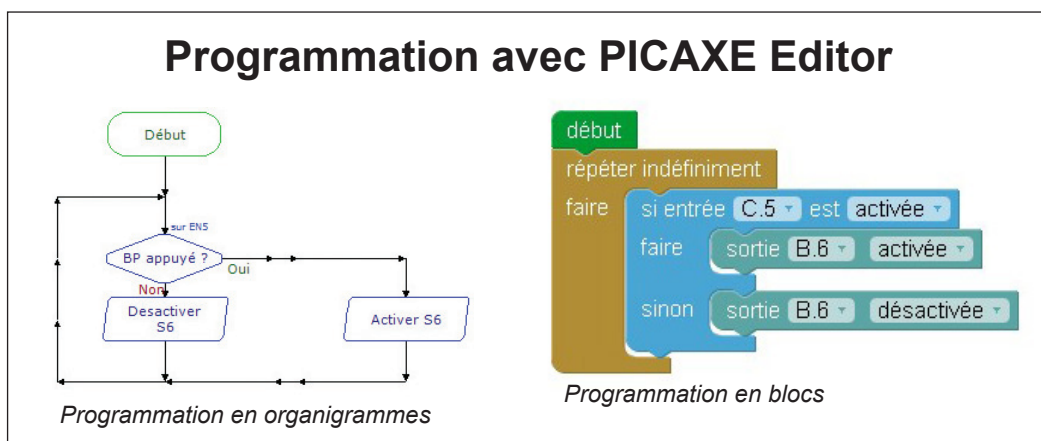 Programmation avec PICAXE Editor
Début
sur EN5
BP appuyé ?
Oui
Non
Desactiver
S6
Activer S6
Programmation en organigrammes
début
répéter indéfiniment
faire
si entrée C.5 est activée
faire
sortie B.6 activée
sinon
sortie B.6 désactivée
Programmation en blocs